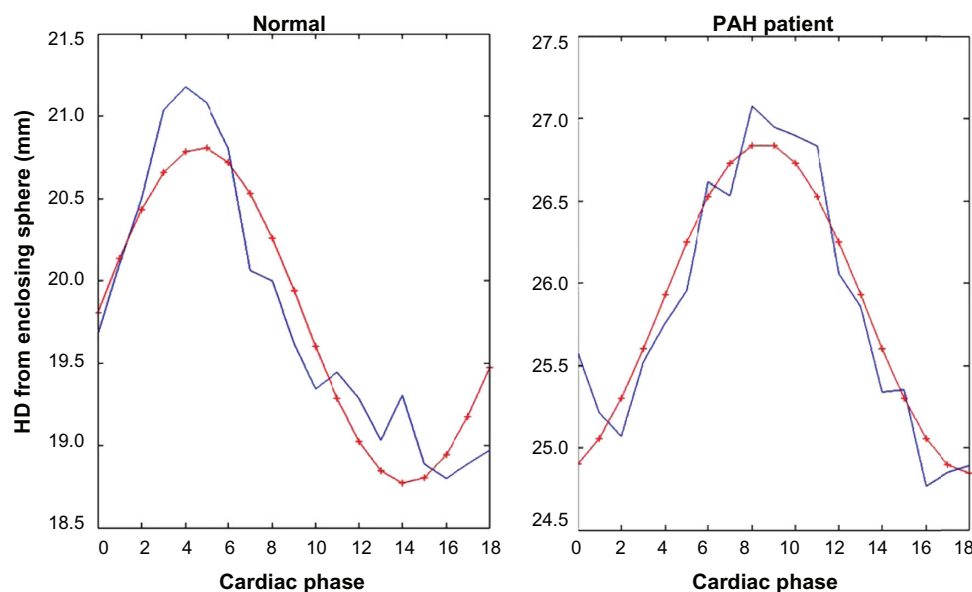 Normal
PAH patient
HD from enclosing sphere (mm)
21.5
21.0
20.5
20.0
19.5
19.0
18.5
0 2 4 6 8 10 12 14 16 18
Cardiac phase
27.5
27.0
26.5
26.0
25.5
25.0
24.5
0 2 4 6 8 10 12 14 16 18
Cardiac phase